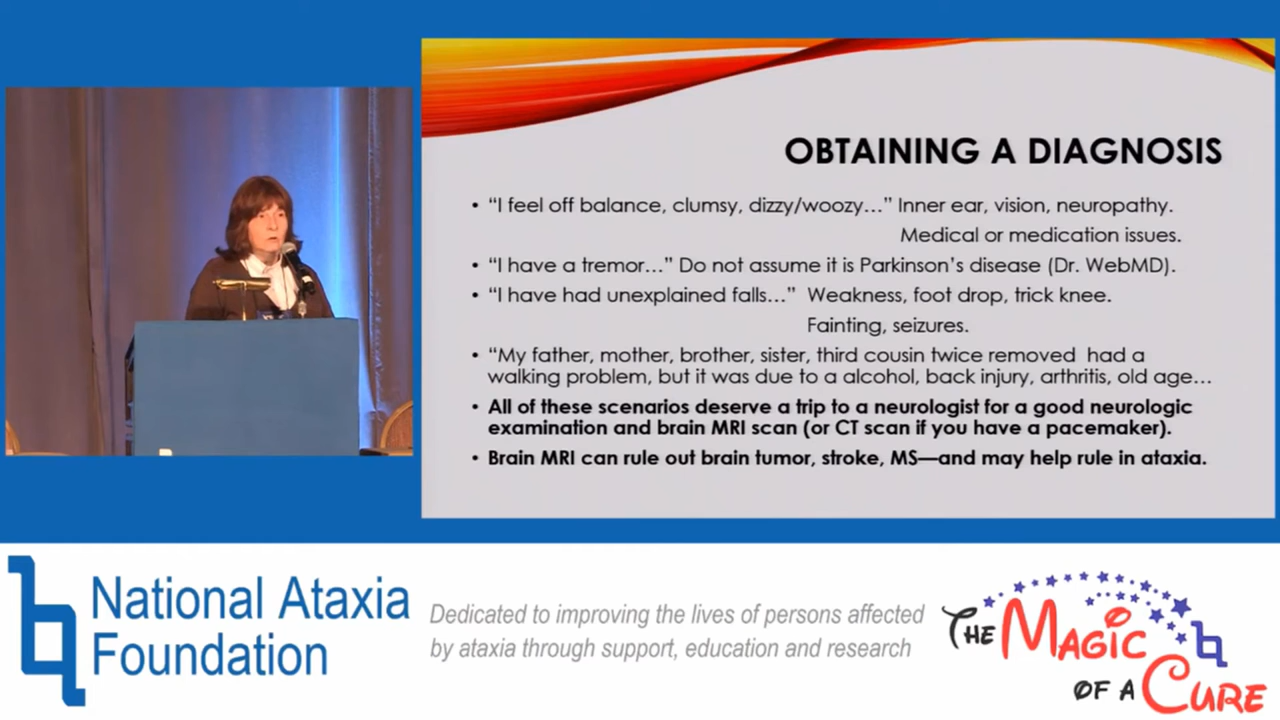 OBTAINING A DIAGNOSIS
• “I feel off balance, clumsy, dizzy/woozy…” Inner ear, vision, neuropathy.
Medical or medication issues.
• “I have a tremor…” Do not assume it is Parkinson’s disease (Dr. WebMD).
• “I have had unexplained falls…” Weakness, foot drop, trick knee.
Fainting, seizures.
• “My father, mother, brother, sister, third cousin twice removed had a
walking problem, but it was due to a alcohol, back injury, arthritis, old age…
• All of these scenarios deserve a trip to a neurologist for a good neurologic
examination and brain MRI scan (or CT scan if you have a pacemaker).
• Brain MRI can rule out brain tumor, stroke, MS—and may help rule in ataxia.
National Ataxia
Foundation
Dedicated to improving the lives of persons affected
by ataxia through support, education and research
THE MAGIC
OF A CURE